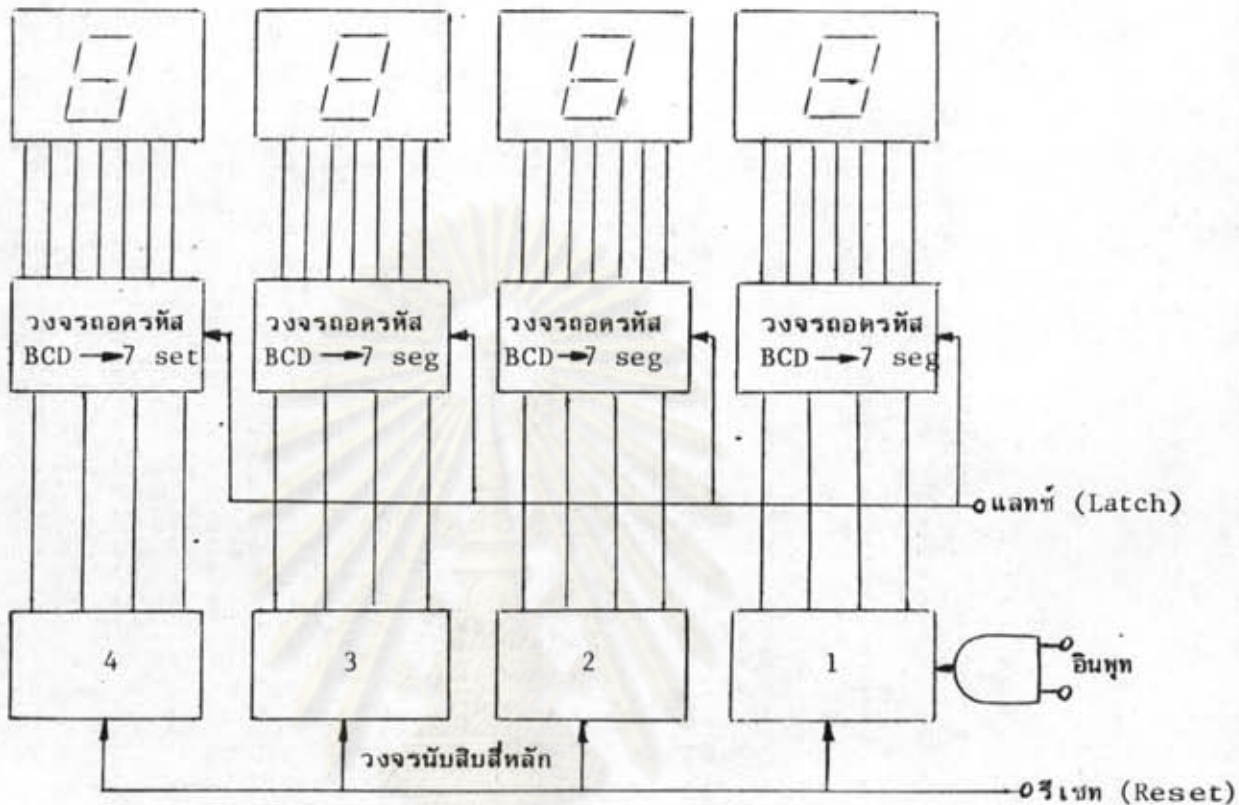 วงจรถอดรหัส
BCD → 7 set
วงจรถอดรหัส
BCD → 7 seg
วงจรถอดรหัส
BCD → 7 seg
วงจรถอดรหัส
BCD → 7 seg
แลทช์ (Latch)
4
3
2
1
อินพุท
วงจรนับสิบสี่หลัก
รีเซท (Reset)